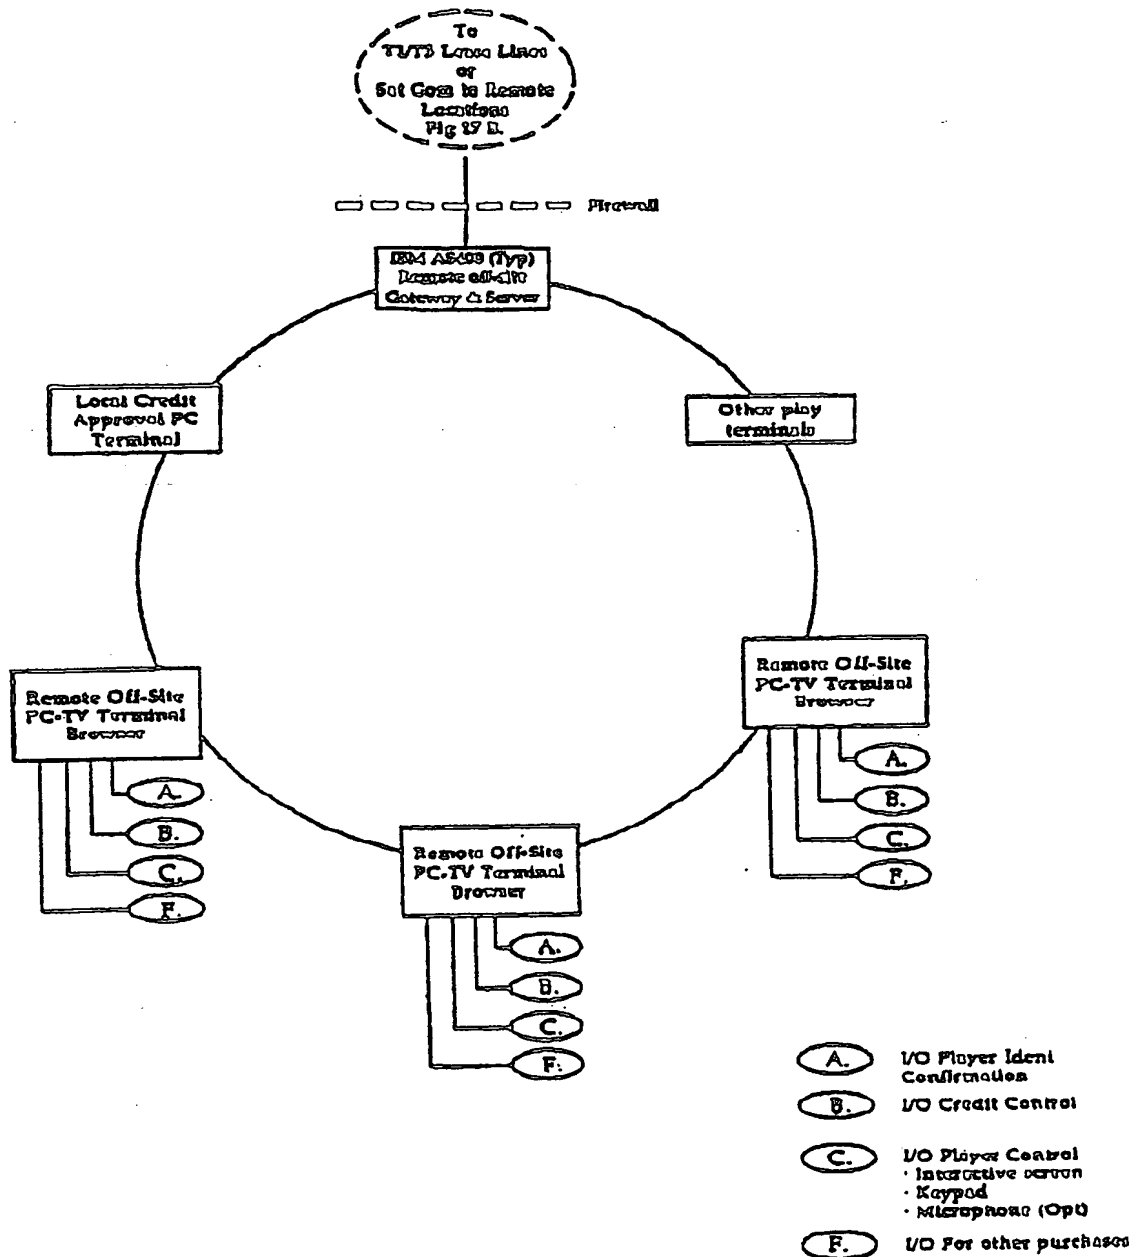 To
T1/T3 Lease Lines
or
Sat Com to Remote
Locations
Fig 27 B.
Firewall
IBM AS400 (Typ)
Remote off-site
Gateway & Server
Local Credit
Approval PC
Terminal
Other play
terminals
Remote Off-Site
PC-TV Terminal
Browser
A.
B.
C.
F.
Remote Off-Site
PC-TV Terminal
Browser
A.
B.
C.
F.
Remote Off-Site
PC-TV Terminal
Browser
A.
B.
C.
F.
A. I/O Player Ident
Confirmation
B. I/O Credit Control
C. I/O Player Control
· Interactive screen
· Keypad
· Microphone (Opt)
F. I/O For other purchases